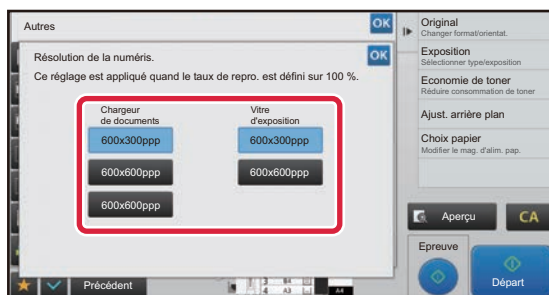 Autres
OK
Résolution de la numéris.
OK
Ce réglage est appliqué quand le taux de repro. est défini sur 100 %.
Chargeur
de documents
Vitre
d'exposition
600x300ppp
600x300ppp
600x600ppp
600x600ppp
600x600ppp
Précédent
3 B4
4 A3
A4
Original
Changer format/orientat.
Exposition
Sélectionner type/exposition
Economie de toner
Réduire consommation de toner
Ajust. arrière plan
Choix papier
Modifier le mag. d'alim. pap.
Aperçu
CA
Epreuve
Départ